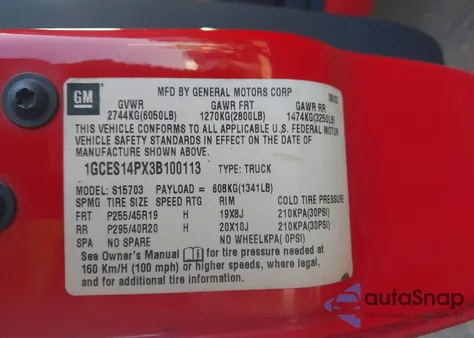 GM
MFD BY GENERAL MOTORS CORP 08/03
GVWR GAWR FRT GAWR RR
2744KG(6050LB) 1270KG(2800LB) 1474KG(3250LB)
THIS VEHICLE CONFORMS TO ALL APPLICABLE U.S. FEDERAL MOTOR
VEHICLE SAFETY STANDARDS IN EFFECT ON THE DATE OF
MANUFACTURE SHOWN ABOVE.
1GCES14PX3B100113 TYPE: TRUCK
MODEL: S15703 PAYLOAD = 608KG(1341LB)
SPMG TIRE SIZE SPEED RTG RIM COLD TIRE PRESSURE
FRT P255/45R19 H 19X8J 210KPA(30PSI)
RR P295/40R20 H 20X10J 210KPA(30PSI)
SPA NO SPARE NO WHEELKPA( 0PSI)
See Owner's Manual for tire pressure needed at
160 Km/H (100 mph) or higher speeds, where legal,
and for additional tire information.
autoSnap